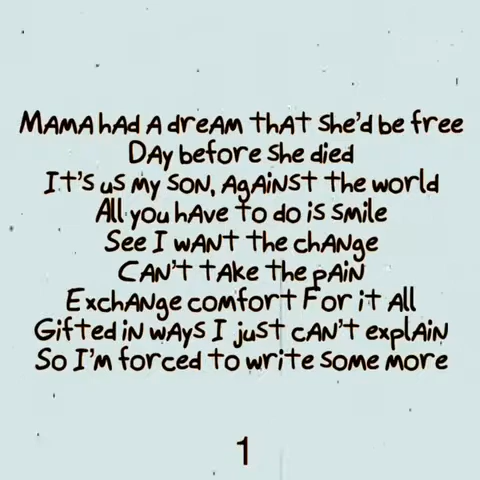 Mama had a dream that she'd be free
Day before she died
It's us my son, against the world
All you have to do is smile
See I want the change
Can't take the pain
Exchange comfort For it all
Gifted in ways I just can't explain
So I'm forced to write some more
1